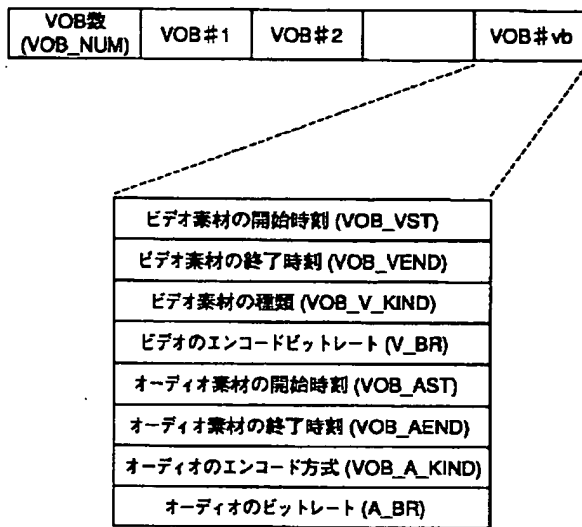 VOB数
(VOB_NUM)
VOB#1
VOB#2
VOB#vb
ビデオ素材の開始時刻 (VOB_VST)
ビデオ素材の終了時刻 (VOB_VEND)
ビデオ素材の種類 (VOB_V_KIND)
ビデオのエンコードビットレート (V_BR)
オーディオ素材の開始時刻 (VOB_AST)
オーディオ素材の終了時刻 (VOB_AEND)
オーディオのエンコード方式 (VOB_A_KIND)
オーディオのビットレート (A_BR)